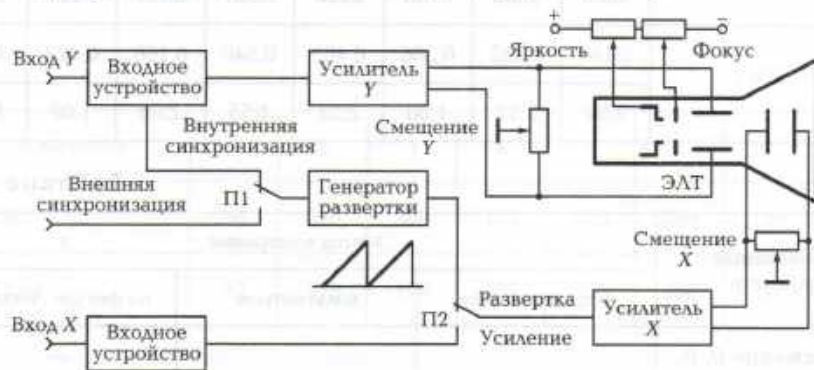 +
−
Яркость
Фокус
Вход Y
Входное
устройство
Усилитель
Y
Смещение
Y
Внутренняя
синхронизация
Внешняя
синхронизация
П1
Генератор
развертки
ЭЛТ
Смещение
X
Вход X
Входное
устройство
П2
Развертка
Усиление
Усилитель
X